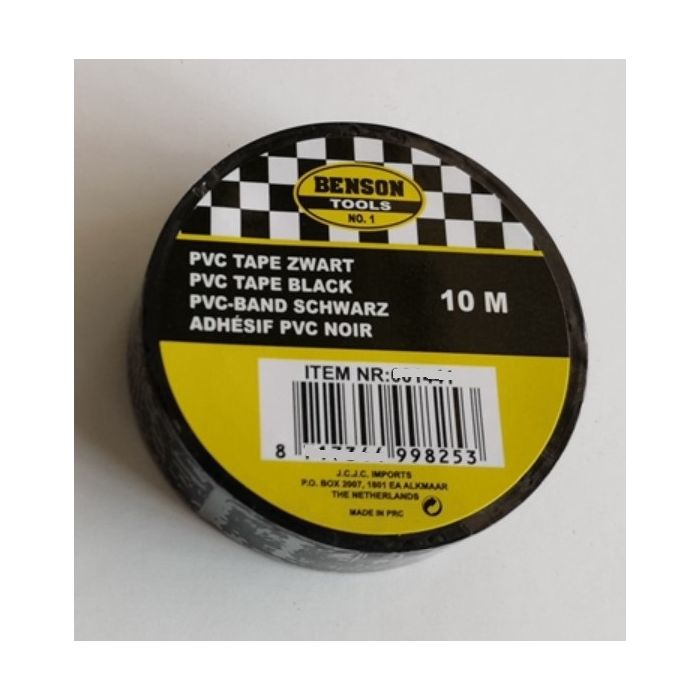 BENSON
TOOLS
NO. 1
PVC TAPE ZWART
PVC TAPE BLACK
PVC-BAND SCHWARZ
ADHÉSIF PVC NOIR
10 M
ITEM NR:
8 998253
J.C.J.C. IMPORTS
P.O. BOX 2007, 1801 EA ALKMAAR
THE NETHERLANDS
MADE IN PRC